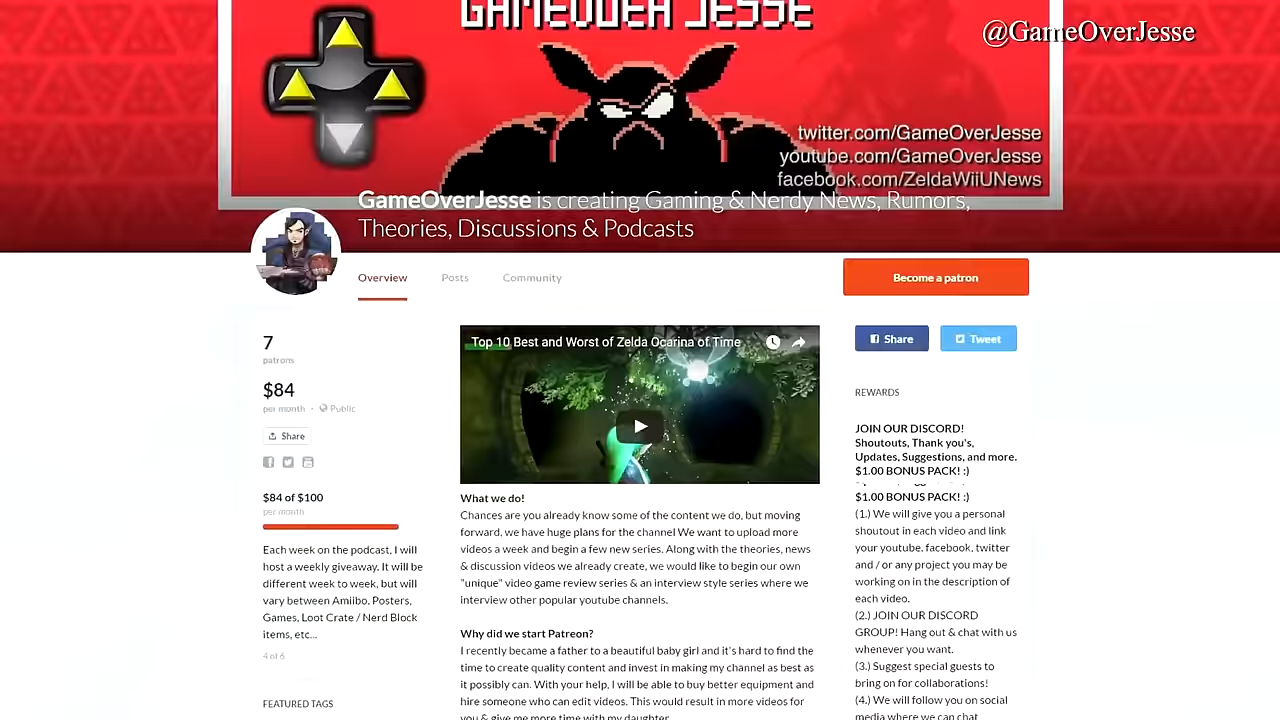 GAMEOVER JESSE
@GameOverJesse
twitter.com/GameOverJesse
youtube.com/GameOverJesse
facebook.com/ZeldaWiiUNews
GameOverJesse is creating Gaming & Nerdy News, Rumors,
Theories, Discussions & Podcasts
Overview
Posts
Community
Become a patron
7
patrons
$84
per month · Public
Share
$84 of $100
per month
Each week on the podcast, I will
host a weekly giveaway. It will be
different week to week, but will
vary between Amiibo, Posters,
Games, Loot Crate / Nerd Block
items, etc...
4 of 6
FEATURED TAGS
Top 10 Best and Worst of Zelda Ocarina of Time
What we do!
Chances are you already know some of the content we do, but moving
forward, we have huge plans for the channel We want to upload more
videos a week and begin a few new series. Along with the theories, news
& discussion videos we already create, we would like to begin our own
"unique" video game review series & an interview style series where we
interview other popular youtube channels.
Why did we start Patreon?
I recently became a father to a beautiful baby girl and it's hard to find the
time to create quality content and invest in making my channel as best as
it possibly can. With your help, I will be able to buy better equipment and
hire someone who can edit videos. This would result in more videos for
you & give me more time with my daughter
Share
Tweet
REWARDS
JOIN OUR DISCORD!
Shoutouts, Thank you's,
Updates, Suggestions, and more.
$1.00 BONUS PACK! :)
$1.00 BONUS PACK! :)
(1.) We will give you a personal
shoutout in each video and link
your youtube, facebook, twitter
and / or any project you may be
working on in the description of
each video.
(2.) JOIN OUR DISCORD
GROUP! Hang out & chat with us
whenever you want.
(3.) Suggest special guests to
bring on for collaborations!
(4.) We will follow you on social
media where we can chat